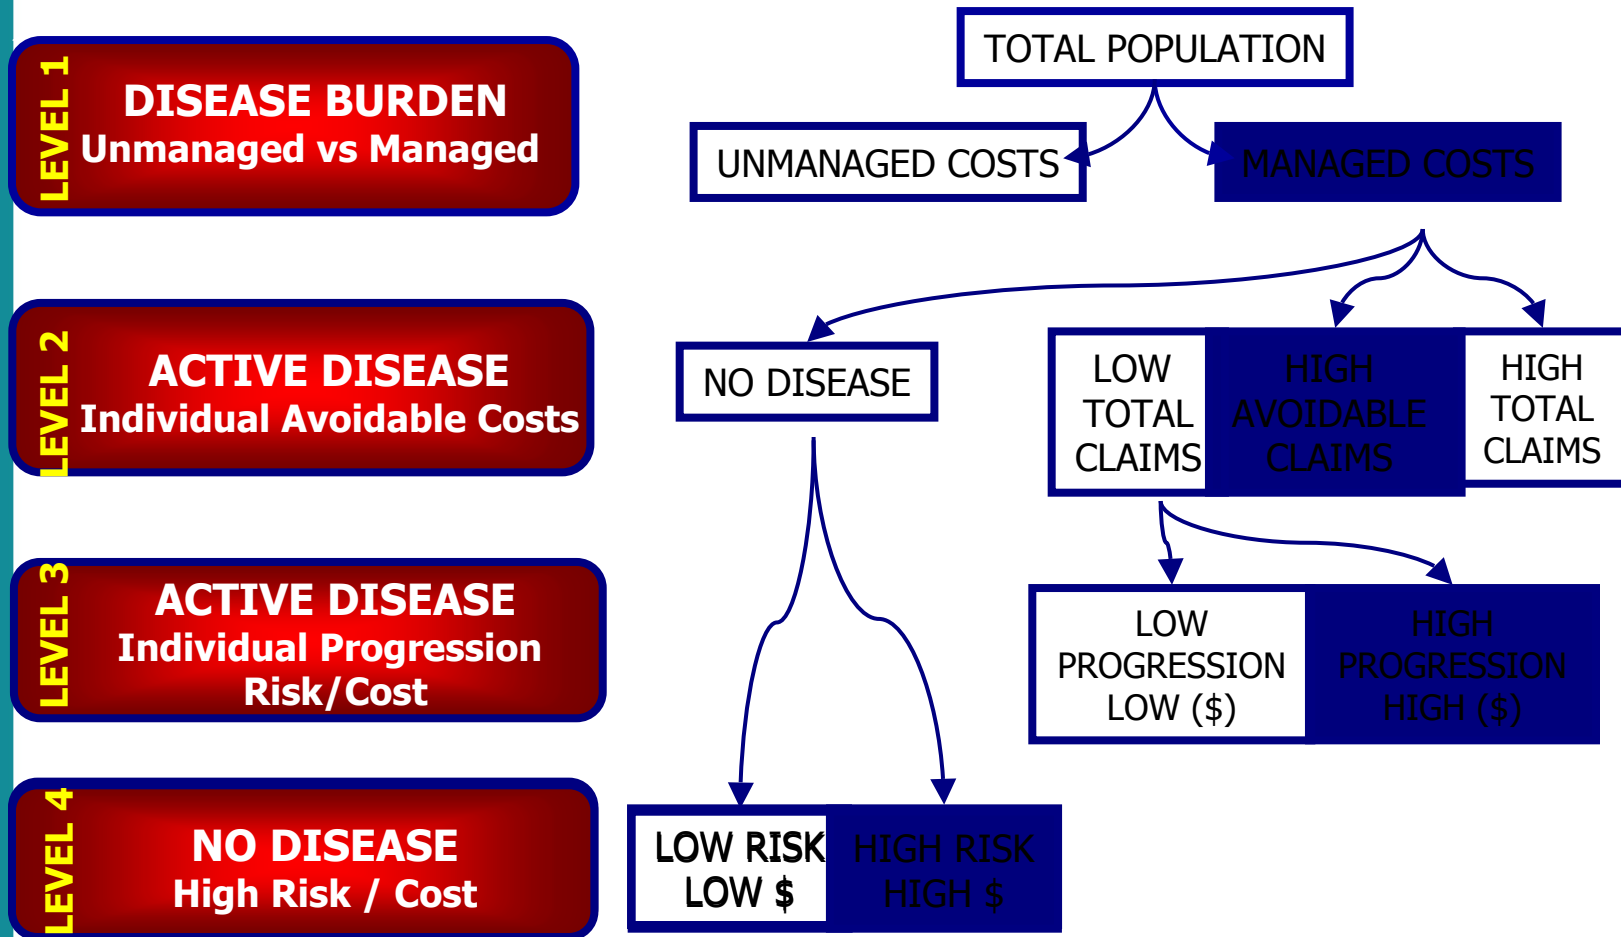 LEVEL 1
DISEASE BURDEN
Unmanaged vs Managed
TOTAL POPULATION
UNMANAGED COSTS
MANAGED COSTS
LEVEL 2
ACTIVE DISEASE
Individual Avoidable Costs
NO DISEASE
LOW
TOTAL
CLAIMS
HIGH
AVOIDABLE
CLAIMS
HIGH
TOTAL
CLAIMS
LEVEL 3
ACTIVE DISEASE
Individual Progression
Risk/Cost
LOW
PROGRESSION
LOW ($)
HIGH
PROGRESSION
HIGH ($)
LEVEL 4
NO DISEASE
High Risk / Cost
LOW RISK
LOW $
HIGH RISK
HIGH $